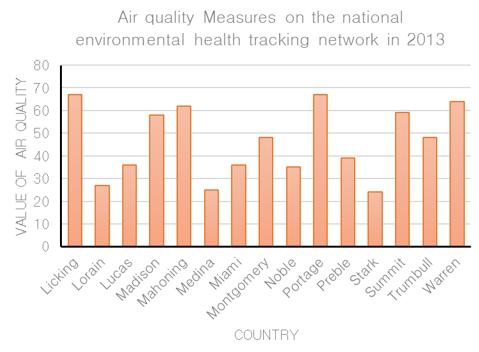 Air quality Measures on the national
environmental health tracking network in 2013
VALUE OF AIR QUALITY
80
70
60
50
40
30
20
10
0
Licking
Lorain
Lucas
Madison
Mahoning
Medina
Miami
Montgomery
Noble
Portage
Preble
Stark
Summit
Trumbull
Warren
COUNTRY